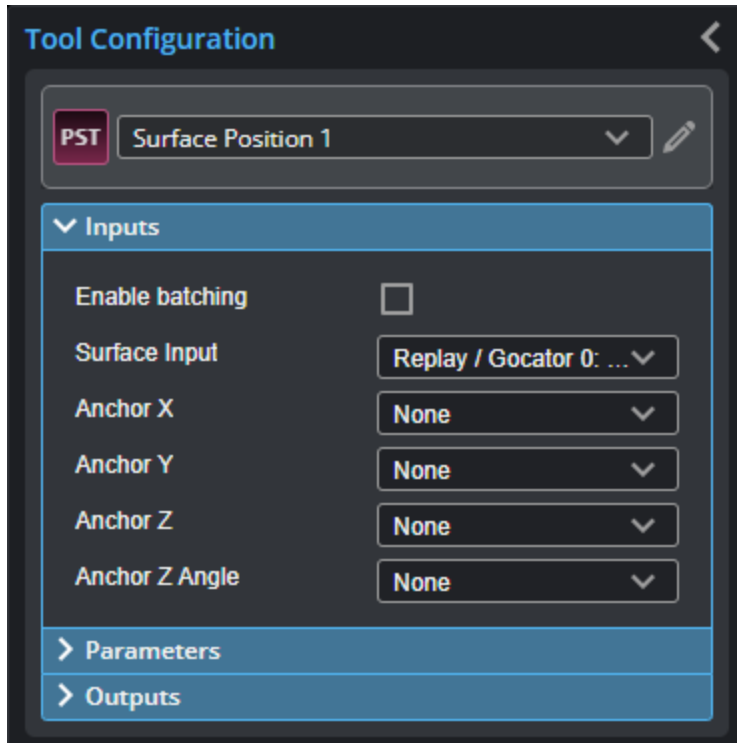 Tool Configuration
PST Surface Position 1
Inputs
Enable batching
Surface Input Replay / Gocator 0: ...
Anchor X None
Anchor Y None
Anchor Z None
Anchor Z Angle None
Parameters
Outputs